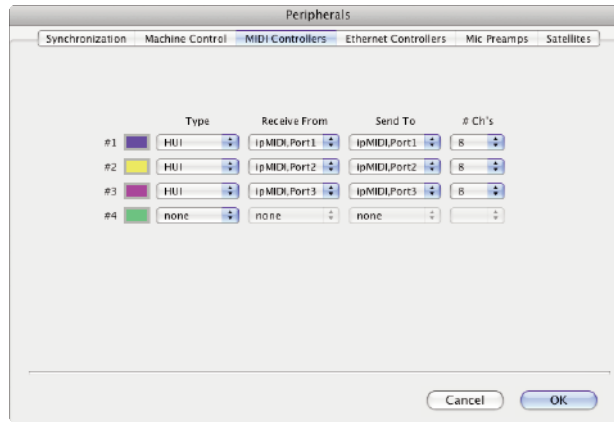 Peripherals
Synchronization Machine Control MIDI Controllers Ethernet Controllers Mic Preamps Satellites
Type Receive From Send To # Ch's
#1 HUI ipMIDI,Port1 ipMIDI,Port1 8
#2 HUI ipMIDI,Port2 ipMIDI,Port2 8
#3 HUI ipMIDI,Port3 ipMIDI,Port3 8
#4 none none none
Cancel OK